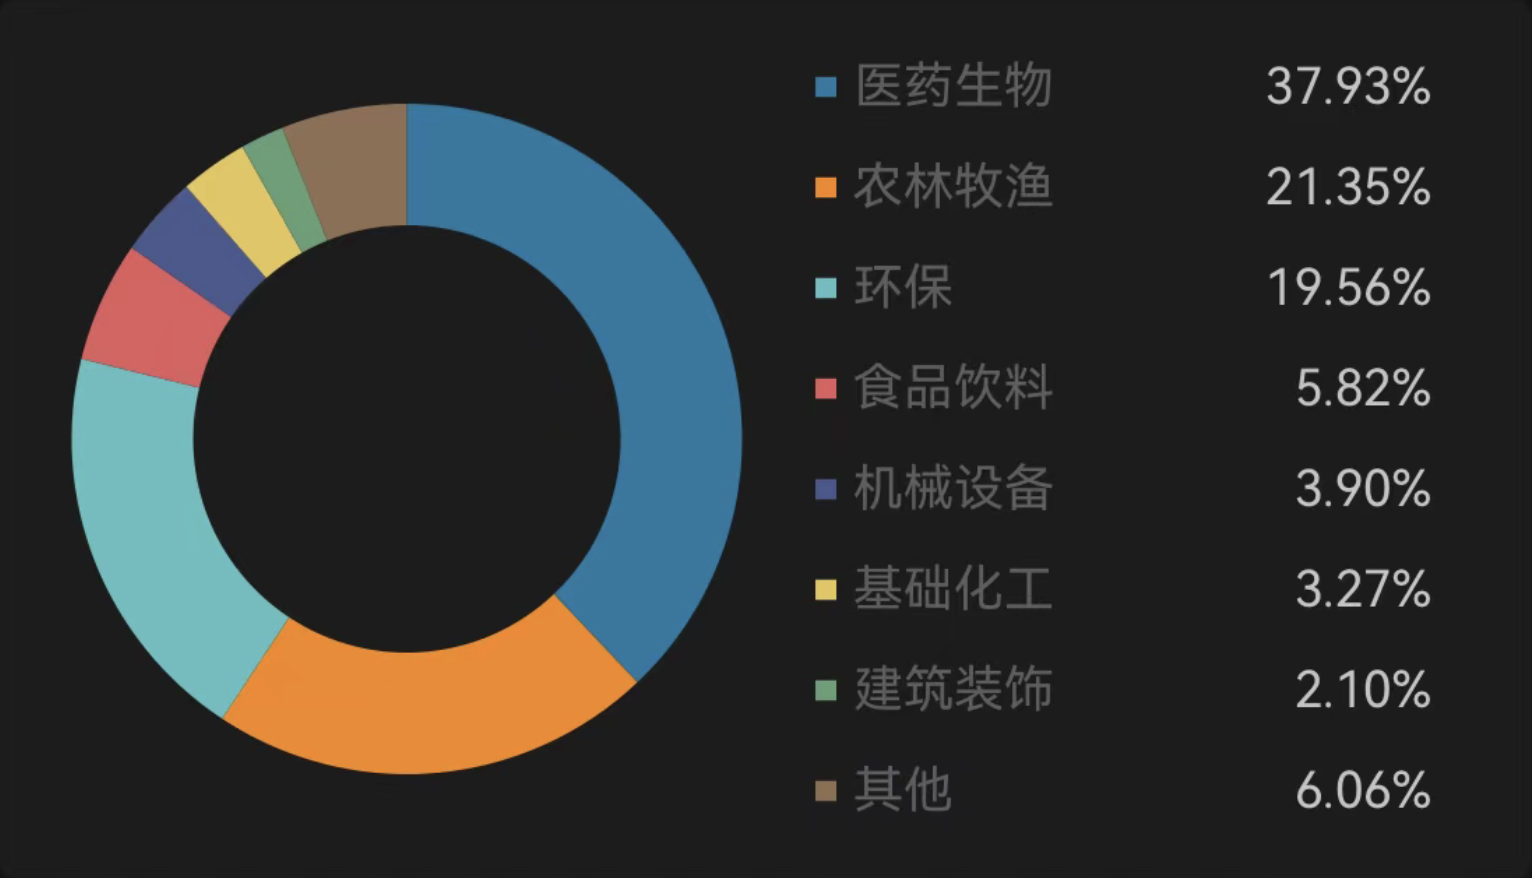 医药生物 37.93%
农林牧渔 21.35%
环保 19.56%
食品饮料 5.82%
机械设备 3.90%
基础化工 3.27%
建筑装饰 2.10%
其他 6.06%